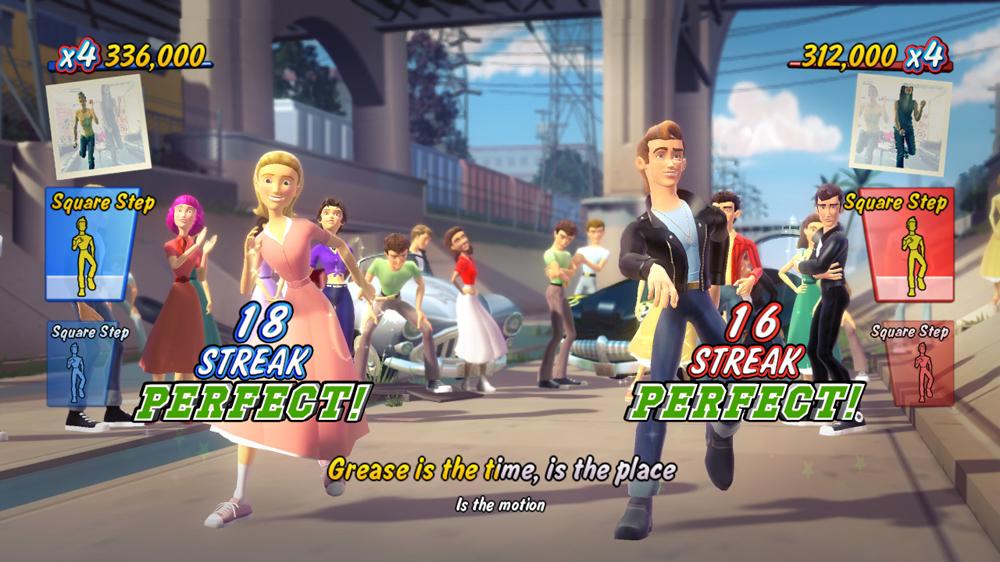 x4 336,000
312,000 x4
Square Step
Square Step
Square Step
Square Step
18
STREAK
PERFECT!
16
STREAK
PERFECT!
Grease is the time, is the place
Is the motion